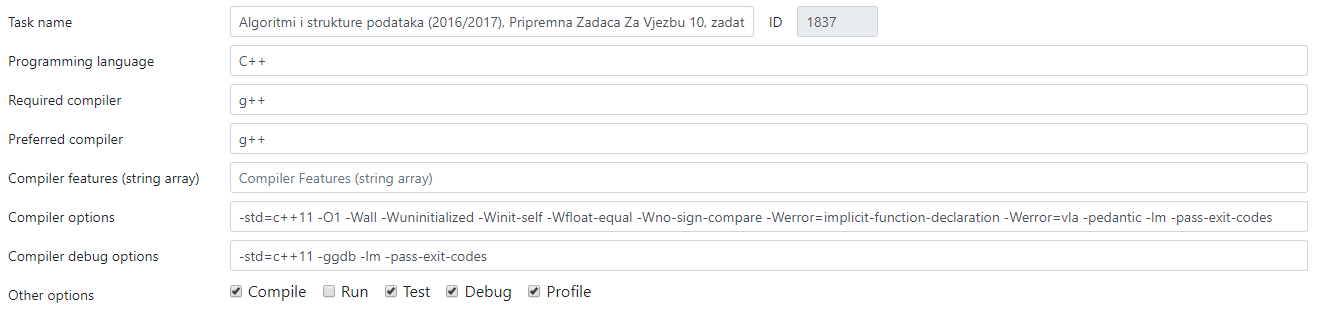 Task name Algoritmi i strukture podataka (2016/2017), Pripremna Zadaca Za Vjezbu 10, zadat ID 1837
Programming language C++
Required compiler g++
Preferred compiler g++
Compiler features (string array) Compiler Features (string array)
Compiler options -std=c++11 -O1 -Wall -Wuninitialized -Winit-self -Wfloat-equal -Wno-sign-compare -Werror=implicit-function-declaration -Werror=vla -pedantic -lm -pass-exit-codes
Compiler debug options -std=c++11 -ggdb -lm -pass-exit-codes
Other options Compile Run Test Debug Profile